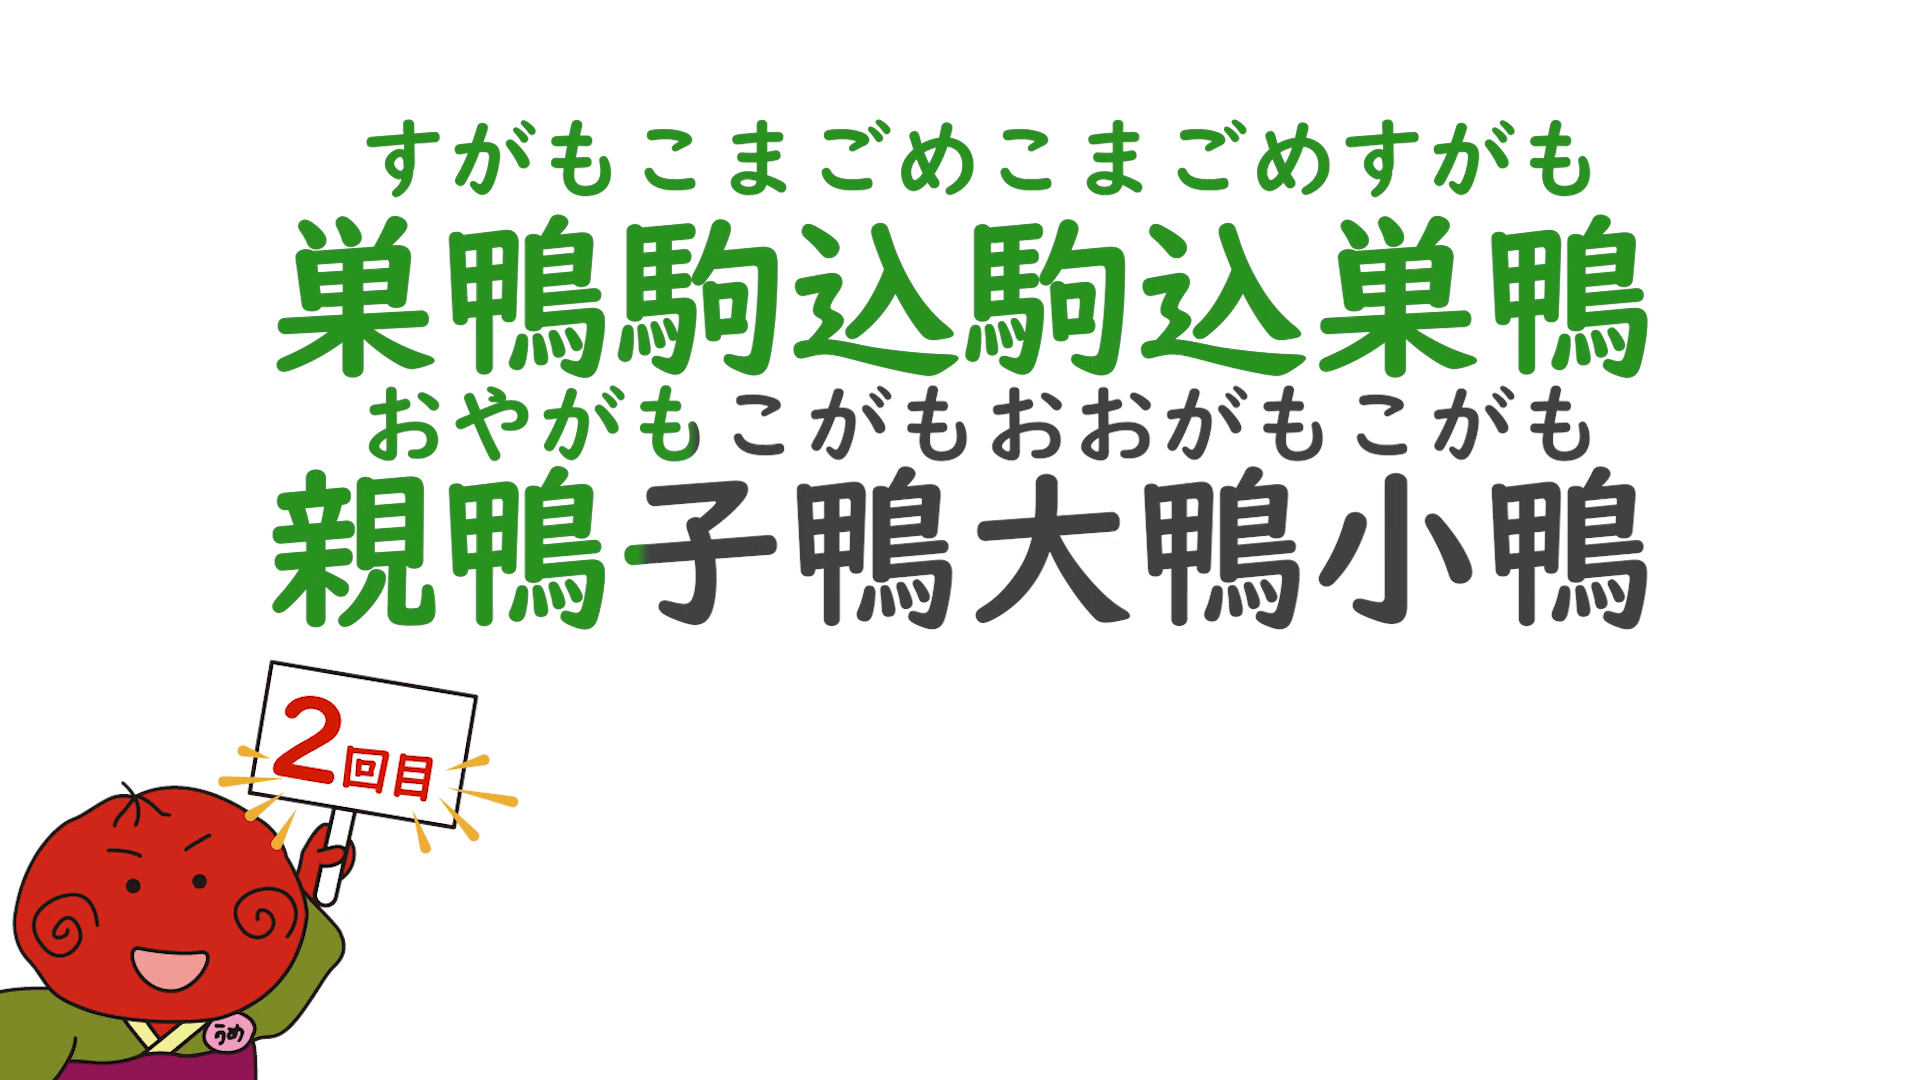 すがもこまごめこまごめすがも
巣鴨駒込駒込巣鴨
おやがもこがもおおがもこがも
親鴨子鴨大鴨小鴨
2回目
うめ